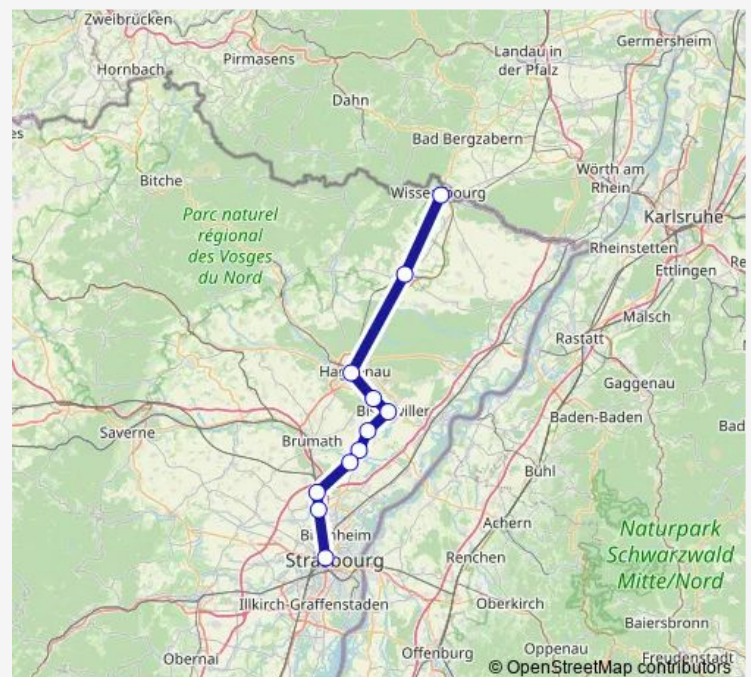 Zweibrücken
Germersheim
Pirmasens
Landau in
der Pfalz
Hornbach
Dahn
Bad Bergzabern
Bitche
Wörth am
Rhein
Karlsruhe
Parc naturel
régional
des Vosges
du Nord
Rheinstetten
Ettlingen
Malsch
Rastatt
Gaggenau
Baden-Baden
Bad
Saverne
Brumath
Bühl
Achern
Naturpark
Schwarzwald
Mitte/Nord
Renchen
Illkirch-Graffenstaden
Oberkirch
Baiersbronn
Obernai
Offenburg
Oppenau
Freudenstadt
© OpenStreetMap contributors